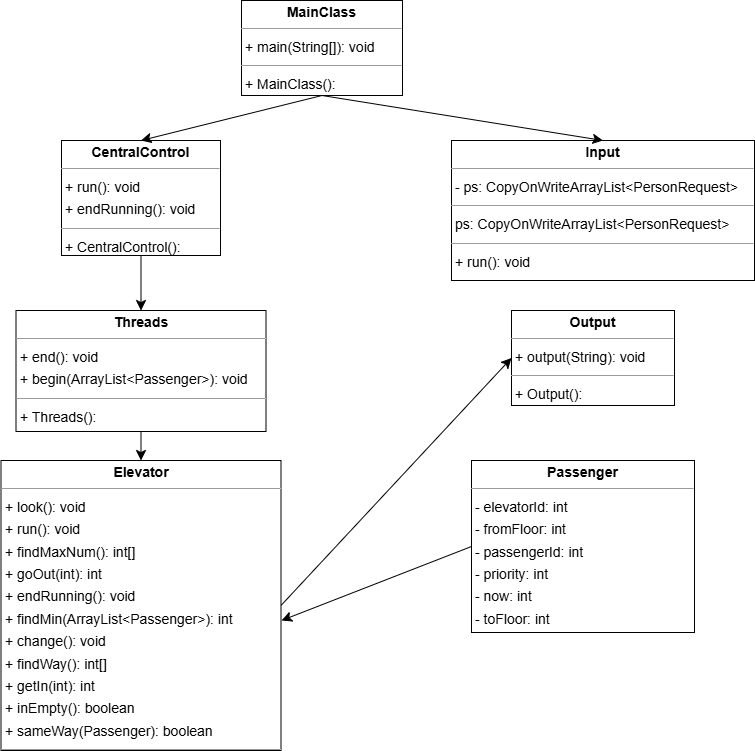 MainClass
+ main(String[]): void
+ MainClass():
CentralControl
+ run(): void
+ endRunning(): void
+ CentralControl():
Input
- ps: CopyOnWriteArrayList<PersonRequest>
ps: CopyOnWriteArrayList<PersonRequest>
+ run(): void
Threads
+ end(): void
+ begin(ArrayList<Passenger>): void
+ Threads():
Output
+ output(String): void
+ Output():
Elevator
+ look(): void
+ run(): void
+ findMaxNum(): int[]
+ goOut(int): int
+ endRunning(): void
+ findMin(ArrayList<Passenger>): int
+ change(): void
+ findWay(): int[]
+ getIn(int): int
+ inEmpty(): boolean
+ sameWay(Passenger): boolean
Passenger
- elevatorId: int
- fromFloor: int
- passengerId: int
- priority: int
- now: int
- toFloor: int